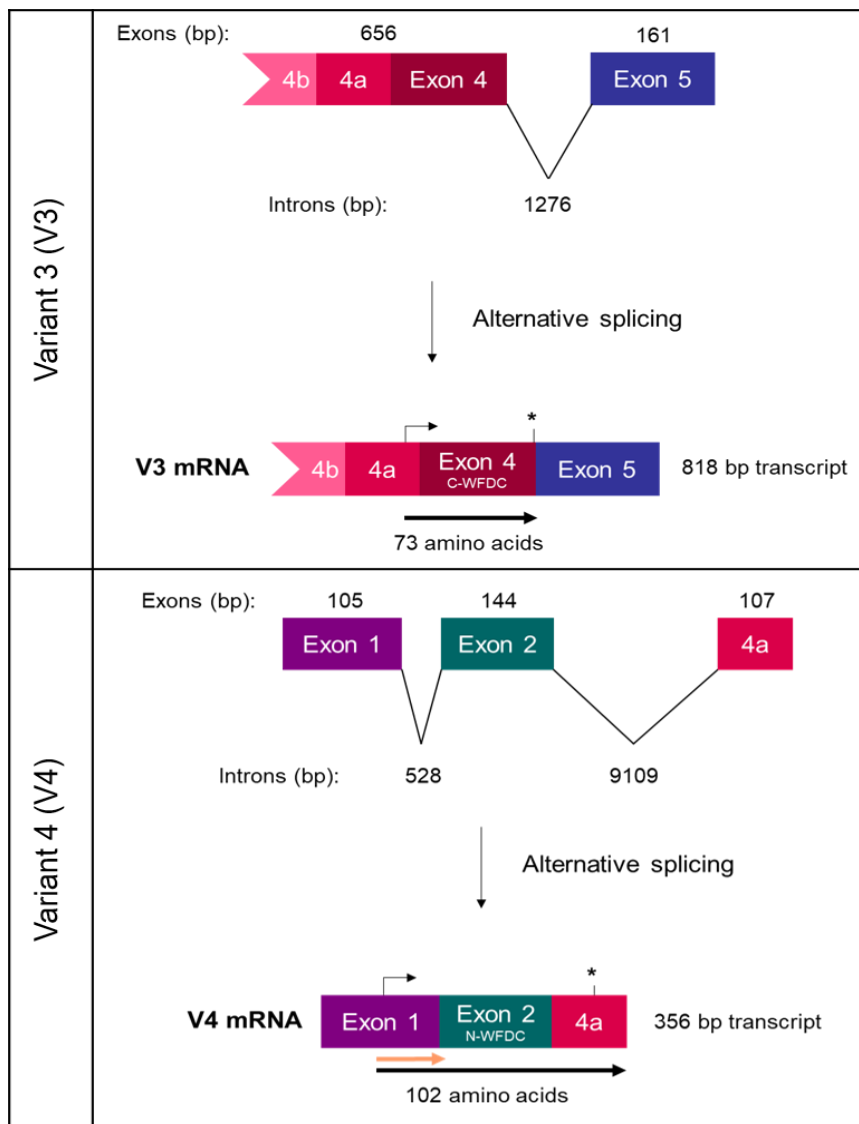 Variant 3 (V3)
Exons (bp): 656 161
4b 4a Exon 4 Exon 5
Introns (bp): 1276
Alternative splicing
*
V3 mRNA 4b 4a Exon 4 Exon 5 818 bp transcript
C-WFDC
73 amino acids
Variant 4 (V4)
Exons (bp): 105 144 107
Exon 1 Exon 2 4a
Introns (bp): 528 9109
Alternative splicing
*
V4 mRNA Exon 1 Exon 2 4a 356 bp transcript
N-WFDC
102 amino acids